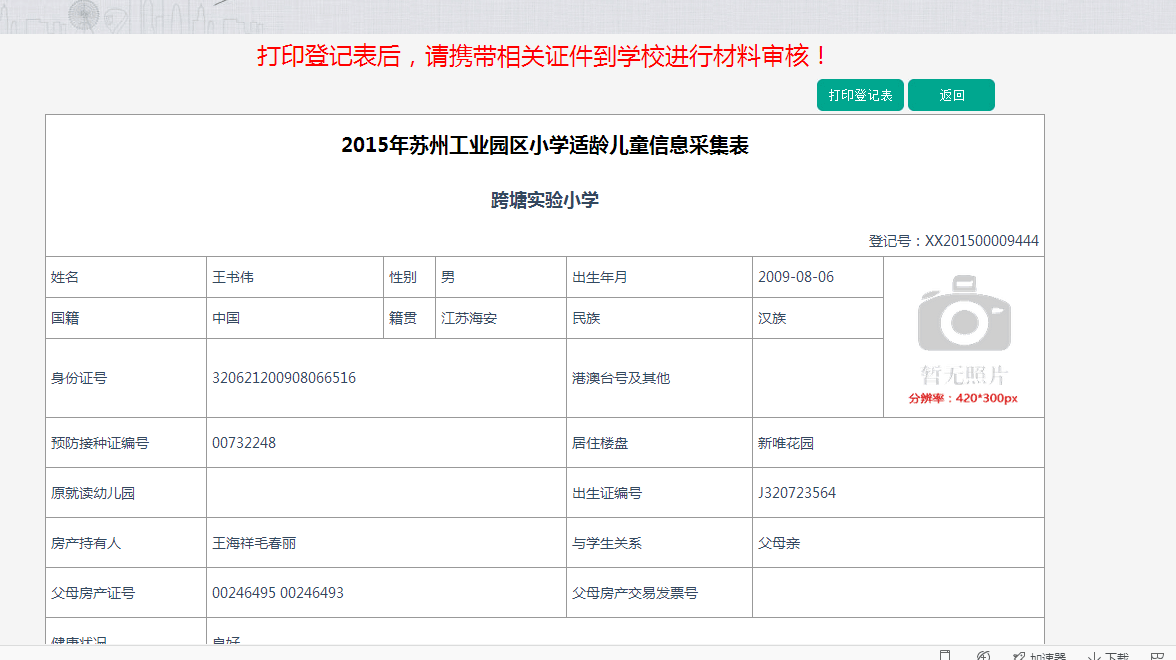 打印登记表后，请携带相关证件到学校进行材料审核！
打印登记表 返回
2015年苏州工业园区小学适龄儿童信息采集表
跨塘实验小学
登记号：XX201500009444
姓名 王书伟 性别 男 出生年月 2009-08-06
国籍 中国 籍贯 江苏海安 民族 汉族
暂无照片
分辨率：420*300px
身份证号 320621200908066516 港澳台号及其他
预防接种证编号 00732248 居住楼盘 新唯花园
原就读幼儿园 出生证编号 J320723564
房产持有人 王海祥毛春丽 与学生关系 父母亲
父母房产证号 00246495 00246493 父母房产交易发票号
健康状况 良好
加速器 下载